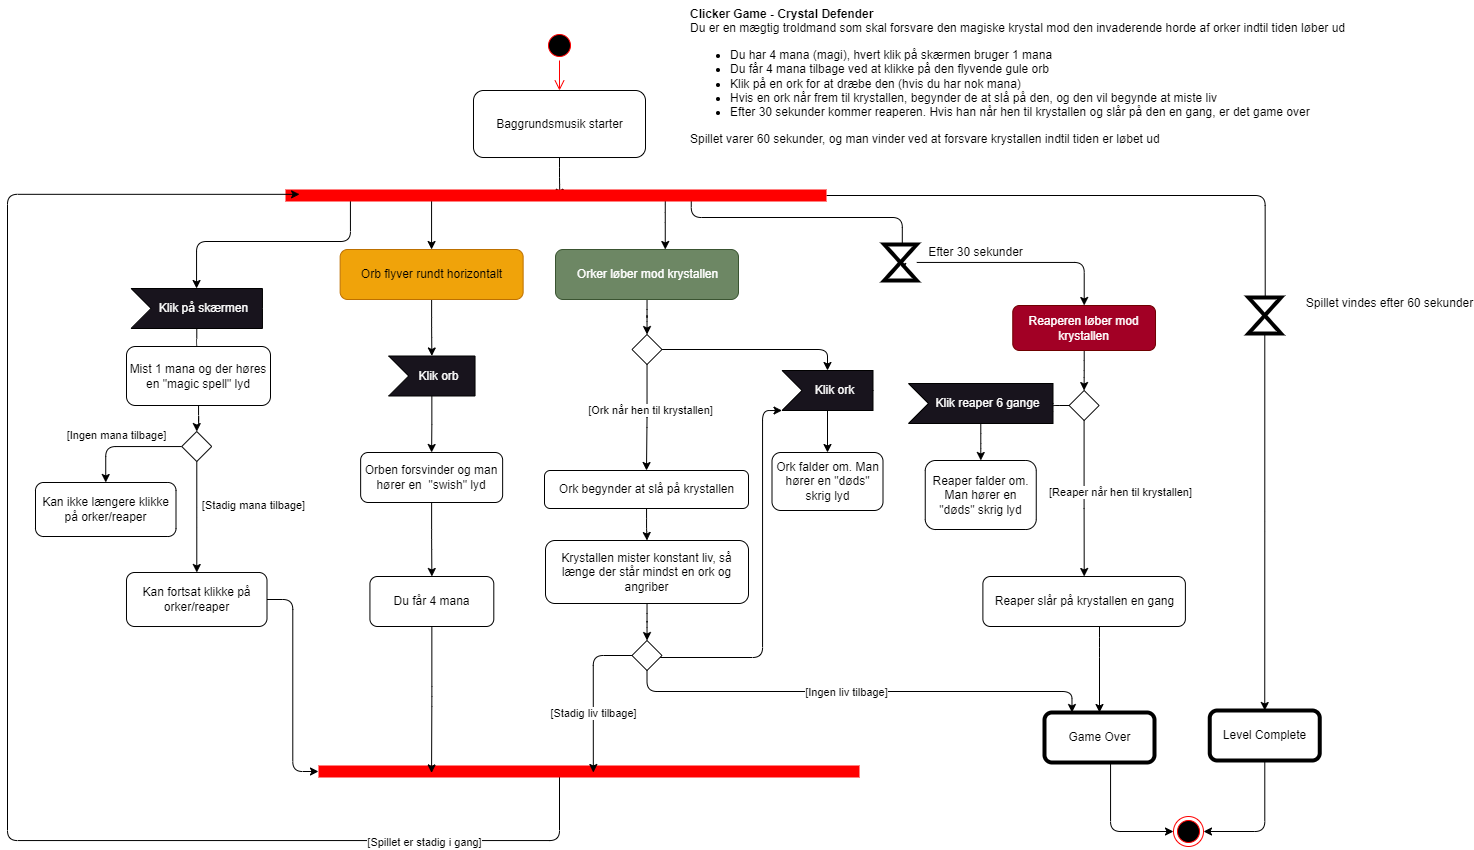 Clicker Game - Crystal Defender
Du er en mægtig troldmand som skal forsvare den magiske krystal mod den invaderende horde af orker indtil tiden løber ud
Du har 4 mana (magi), hvert klik på skærmen bruger 1 mana
Du får 4 mana tilbage ved at klikke på den flyvende gule orb
Klik på en ork for at dræbe den (hvis du har nok mana)
Hvis en ork når frem til krystallen, begynder de at slå på den, og den vil begynde at miste liv
Efter 30 sekunder kommer reaperen. Hvis han når hen til krystallen og slår på den en gang, er det game over
Spillet varer 60 sekunder, og man vinder ved at forsvare krystallen indtil tiden er løbet ud
Baggrundsmusik starter
Klik på skærmen
Mist 1 mana og der høres
en "magic spell" lyd
[Ingen mana tilbage]
Kan ikke længere klikke
på orker/reaper
[Stadig mana tilbage]
Kan fortsat klikke på
orker/reaper
Orb flyver rundt horizontalt
Klik orb
Orben forsvinder og man
hører en "swish" lyd
Du får 4 mana
Orker løber mod krystallen
[Ork når hen til krystallen]
Ork begynder at slå på krystallen
Krystallen mister konstant liv, så
længe der står mindst en ork og
angriber
[Stadig liv tilbage]
[Ingen liv tilbage]
Klik ork
Ork falder om. Man
hører en "døds"
skrig lyd
Efter 30 sekunder
Reaperen løber mod
krystallen
Klik reaper 6 gange
Reaper falder om.
Man hører en
"døds" skrig lyd
[Reaper når hen til krystallen]
Reaper slår på krystallen en gang
Game Over
Spillet vindes efter 60 sekunder
Level Complete
[Spillet er stadig i gang]